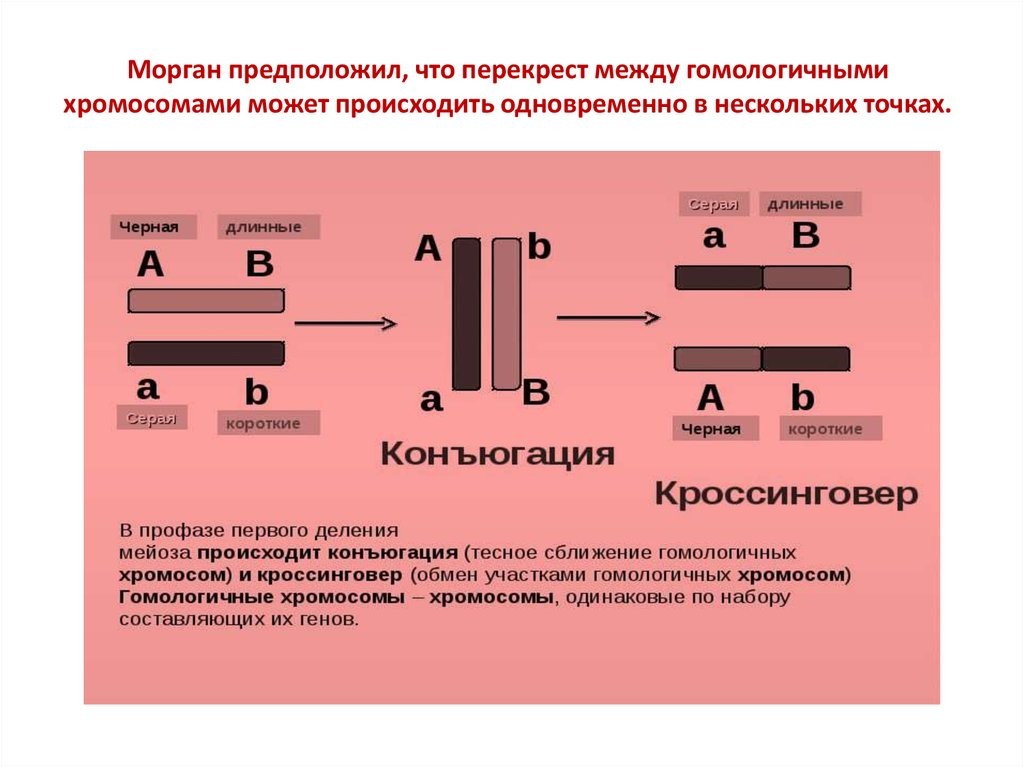 Морган предположил, что перекрест между гомологичными
хромосомами может происходить одновременно в нескольких точках.
Черная длинные
A B
a b
Серая короткие
A b
a B
Конъюгация
Серая длинные
a B
A b
Черная короткие
Кроссинговер
В профазе первого деления
мейоза происходит конъюгация (тесное сближение гомологичных
хромосом) и кроссинговер (обмен участками гомологичных хромосом)
Гомологичные хромосомы – хромосомы, одинаковые по набору
составляющих их генов.